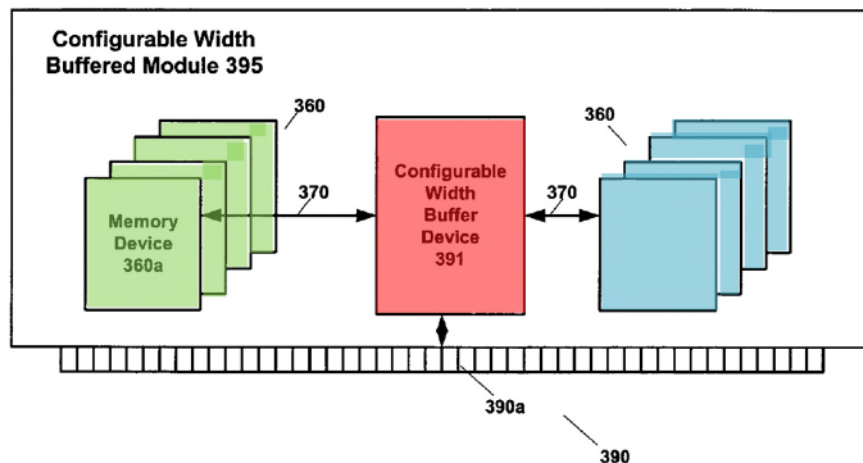 Configurable Width
Buffered Module 395
360
360
Configurable
Width
Buffer
Device
391
370
370
Memory
Device
360a
390a
390